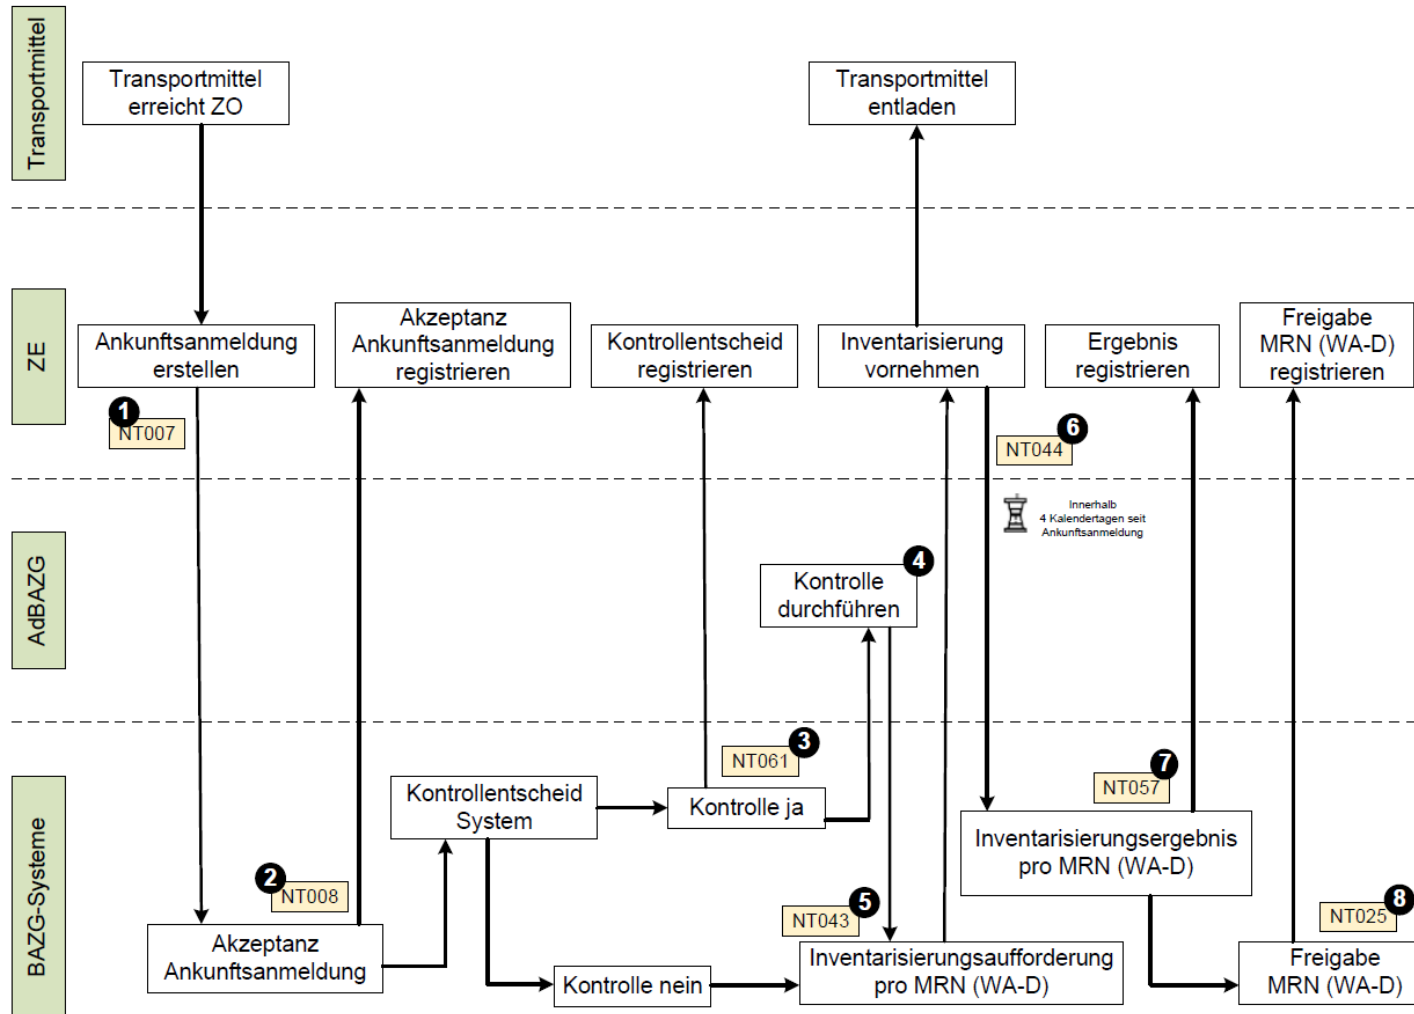 Transportmittel
Transportmittel
erreicht ZO
Transportmittel
entladen
ZE
Ankunftsanmeldung
erstellen
Akzeptanz
Ankunftsanmeldung
registrieren
Kontrollentscheid
registrieren
Inventarisierung
vornehmen
Ergebnis
registrieren
Freigabe
MRN (WA-D)
registrieren
1
NT007
6
NT044
AdBAZG
Innerhalb
4 Kalendertagen seit
Ankunftsanmeldung
4
Kontrolle
durchführen
BAZG-Systeme
3
NT061
7
NT057
Kontrollentscheid
System
Kontrolle ja
Inventarisierungsergebnis
pro MRN (WA-D)
2
NT008
5
NT043
8
NT025
Akzeptanz
Ankunftsanmeldung
Kontrolle nein
Inventarisierungsaufforderung
pro MRN (WA-D)
Freigabe
MRN (WA-D)